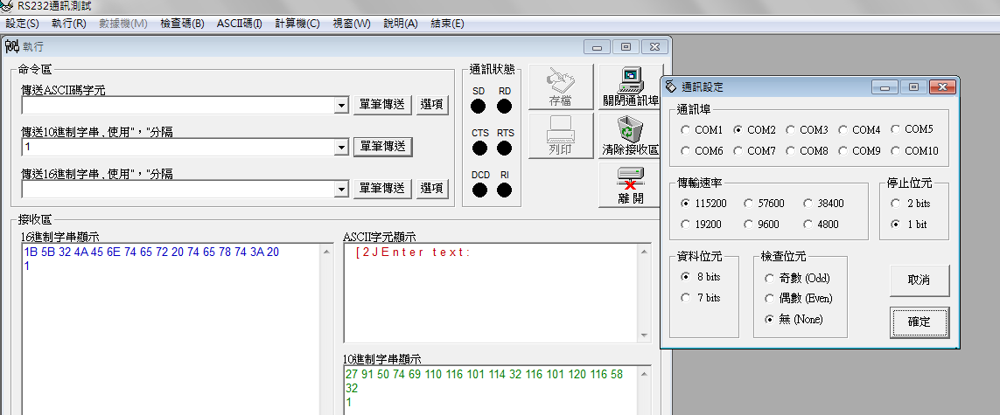 RS232通訊測試
設定(S) 執行(R) 數據機(M) 檢查碼(B) ASCII碼(I) 計算機(C) 視窗(W) 說明(A) 結束(E)
執行
命令區
傳送ASCII碼字元
單筆傳送 選項
傳送10進制字串 , 使用" , "分隔
1 單筆傳送
傳送16進制字串 , 使用" , "分隔
單筆傳送 選項
通訊狀態
SD RD
CTS RTS
DCD RI
存檔 關閉通訊埠
列印 清除接收區
離 開
接收區
16進制字串顯示
1B 5B 32 4A 45 6E 74 65 72 20 74 65 78 74 3A 20
1
ASCII字元顯示
[ 2 J E n t e r t e x t :
10進制字串顯示
27 91 50 74 69 110 116 101 114 32 116 101 120 116 58
32
1
通訊設定
通訊埠
COM1 COM2 COM3 COM4 COM5
COM6 COM7 COM8 COM9 COM10
傳輸速率
115200 57600 38400
19200 9600 4800
停止位元
2 bits
1 bit
資料位元
8 bits
7 bits
檢查位元
奇數 (Odd)
偶數 (Even)
無 (None)
取消
確定